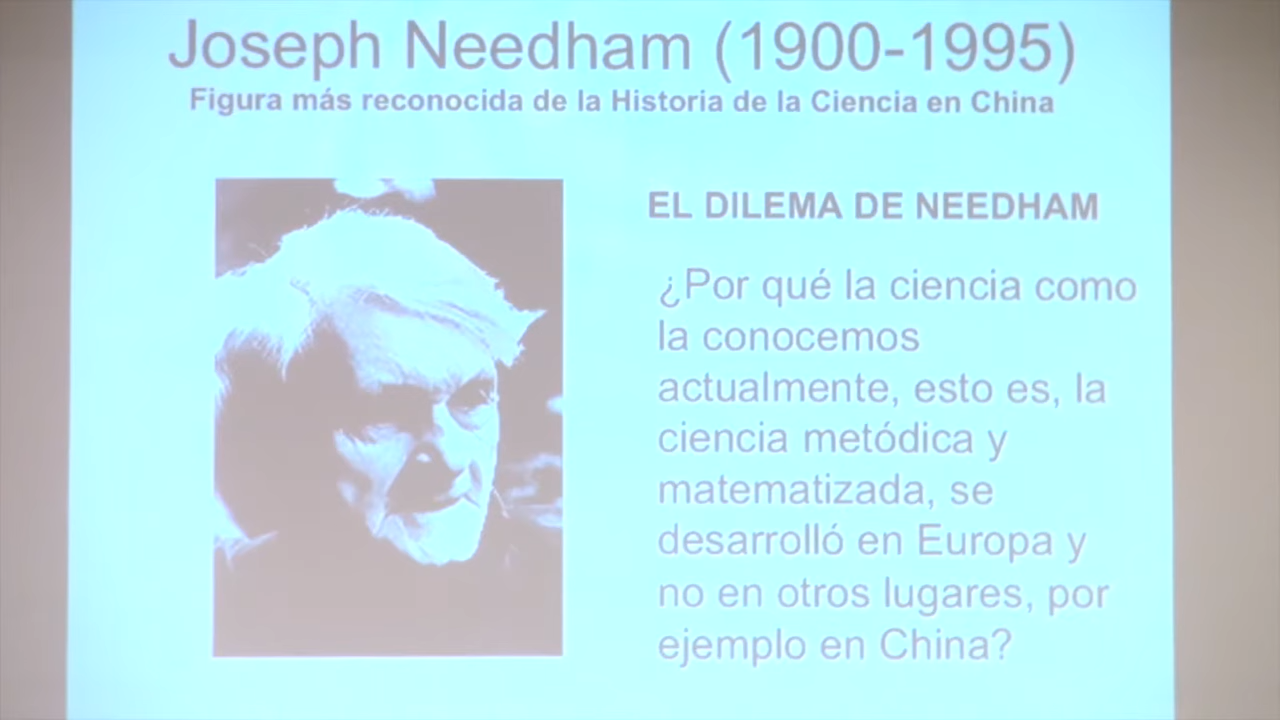 Joseph Needham (1900-1995)
Figura más reconocida de la Historia de la Ciencia en China
EL DILEMA DE NEEDHAM
¿Por qué la ciencia como
la conocemos
actualmente, esto es, la
ciencia metódica y
matematizada, se
desarrolló en Europa y
no en otros lugares, por
ejemplo en China?